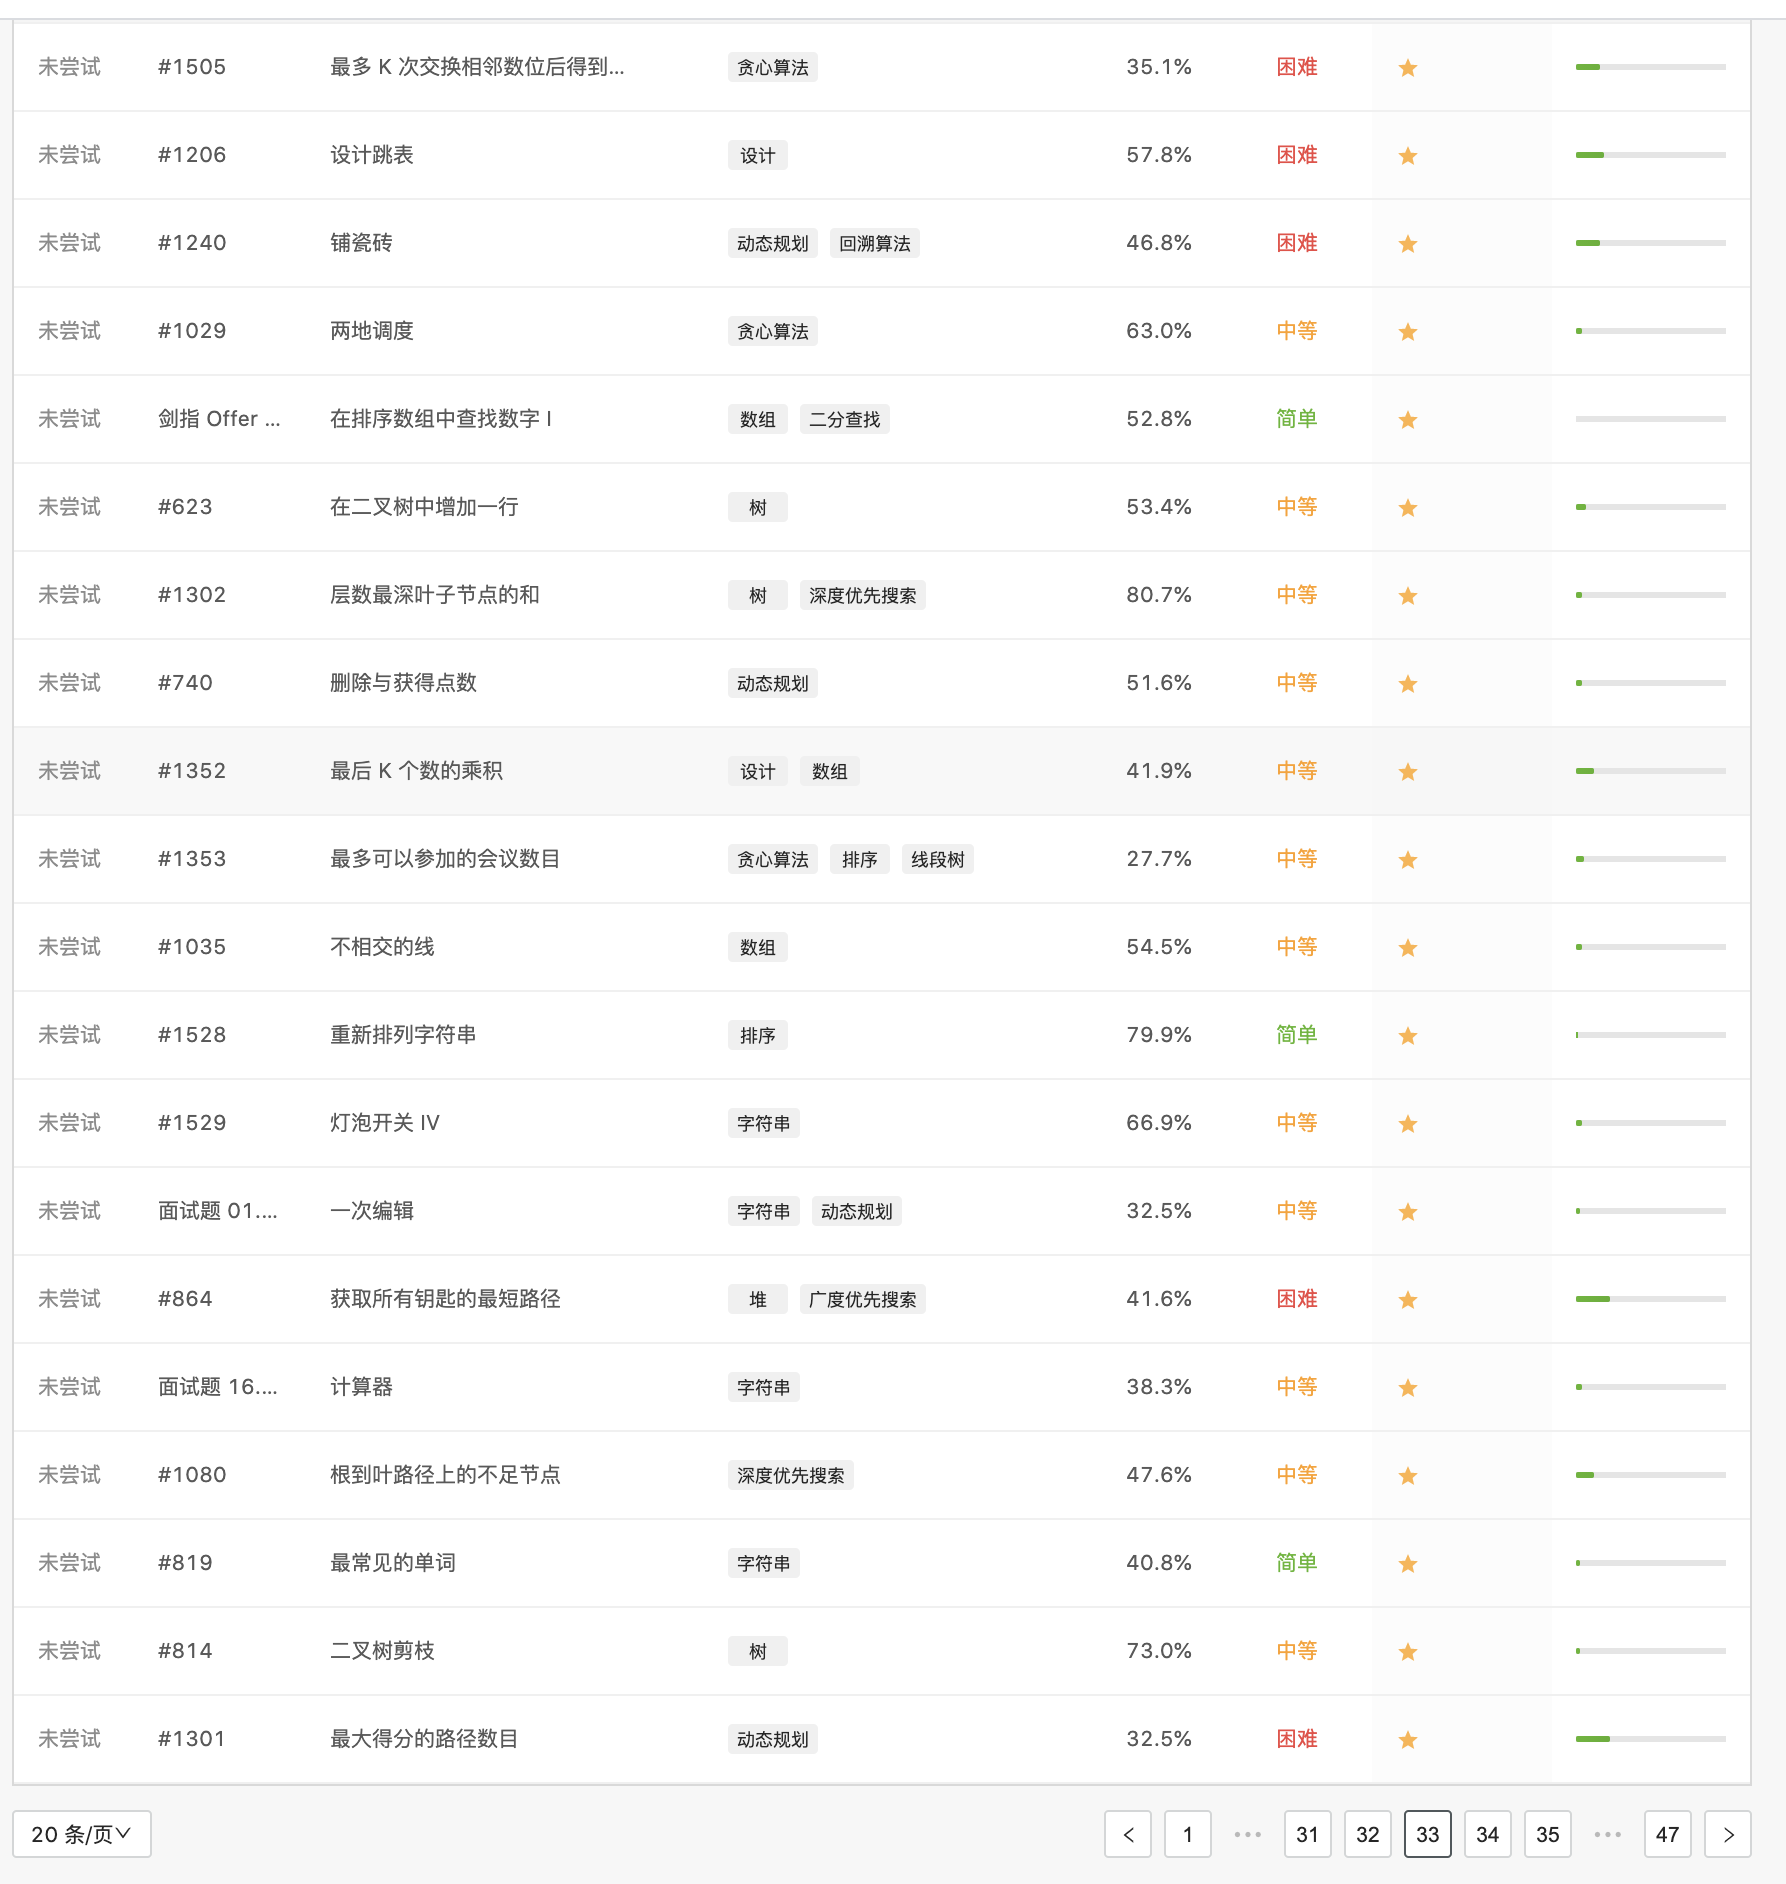 未尝试 #1505 最多 K 次交换相邻数位后得到... 贪心算法 35.1% 困难
未尝试 #1206 设计跳表 设计 57.8% 困难
未尝试 #1240 铺瓷砖 动态规划 回溯算法 46.8% 困难
未尝试 #1029 两地调度 贪心算法 63.0% 中等
未尝试 剑指 Offer ... 在排序数组中查找数字 I 数组 二分查找 52.8% 简单
未尝试 #623 在二叉树中增加一行 树 53.4% 中等
未尝试 #1302 层数最深叶子节点的和 树 深度优先搜索 80.7% 中等
未尝试 #740 删除与获得点数 动态规划 51.6% 中等
未尝试 #1352 最后 K 个数的乘积 设计 数组 41.9% 中等
未尝试 #1353 最多可以参加的会议数目 贪心算法 排序 线段树 27.7% 中等
未尝试 #1035 不相交的线 数组 54.5% 中等
未尝试 #1528 重新排列字符串 排序 79.9% 简单
未尝试 #1529 灯泡开关 IV 字符串 66.9% 中等
未尝试 面试题 01.... 一次编辑 字符串 动态规划 32.5% 中等
未尝试 #864 获取所有钥匙的最短路径 堆 广度优先搜索 41.6% 困难
未尝试 面试题 16.... 计算器 字符串 38.3% 中等
未尝试 #1080 根到叶路径上的不足节点 深度优先搜索 47.6% 中等
未尝试 #819 最常见的单词 字符串 40.8% 简单
未尝试 #814 二叉树剪枝 树 73.0% 中等
未尝试 #1301 最大得分的路径数目 动态规划 32.5% 困难
20 条/页 < 1 ••• 31 32 33 34 35 ••• 47 >